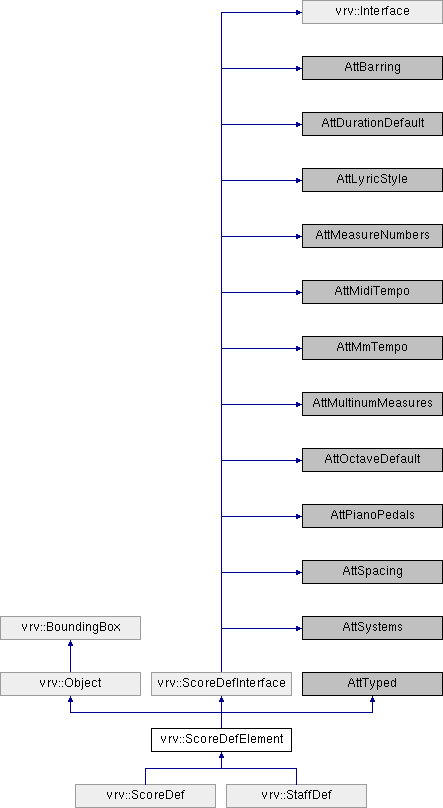 vrv::Interface
AttBarring
AttDurationDefault
AttLyricStyle
AttMeasureNumbers
AttMidiTempo
AttMmTempo
AttMultinumMeasures
AttOctaveDefault
AttPianoPedals
AttSpacing
vrv::BoundingBox
AttSystems
vrv::Object
vrv::ScoreDefInterface
AttTyped
vrv::ScoreDefElement
vrv::ScoreDef
vrv::StaffDef